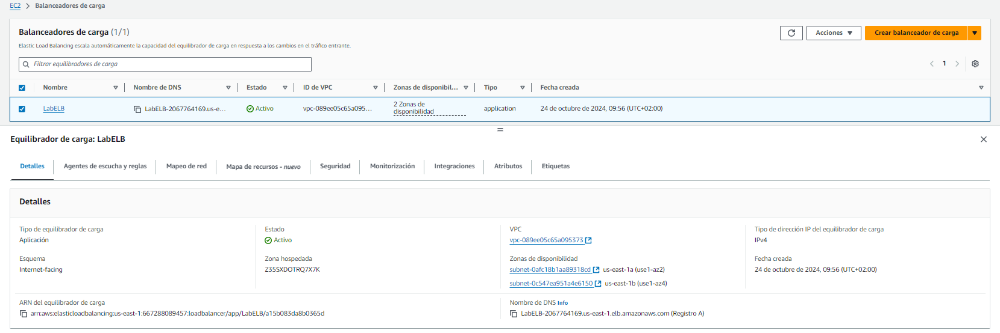 EC2 > Balanceadores de carga
Balanceadores de carga (1/1)
Acciones
Crear balanceador de carga
Elastic Load Balancing escala automáticamente la capacidad del equilibrador de carga en respuesta a los cambios en el tráfico entrante.
Filtrar equilibradores de carga
1
Nombre Nombre de DNS Estado ID de VPC Zonas de disponibil... Tipo Fecha creada
LabELB LabELB-2067764169.us-e... Activo vpc-089ee05c65a095... 2 Zonas de disponibilidad application 24 de octubre de 2024, 09:56 (UTC+02:00)
Equilibrador de carga: LabELB
Detalles Agentes de escucha y reglas Mapeo de red Mapa de recursos - nuevo Seguridad Monitorización Integraciones Atributos Etiquetas
Detalles
Tipo de equilibrador de carga
Aplicación
Estado
Activo
VPC
vpc-089ee05c65a095373
Tipo de dirección IP del equilibrador de carga
IPv4
Esquema
Internet-facing
Zona hospedada
Z35SXDOTRQ7X7K
Zonas de disponibilidad
subnet-0afc18b1aa89318cd us-east-1a (use1-az2)
subnet-0c547ea951a4e6150 us-east-1b (use1-az4)
Fecha creada
24 de octubre de 2024, 09:56 (UTC+02:00)
ARN del equilibrador de carga
arn:aws:elasticloadbalancing:us-east-1:667288089457:loadbalancer/app/LabELB/a15b083da8b0365d
Nombre de DNS Info
LabELB-2067764169.us-east-1.elb.amazonaws.com (Registro A)